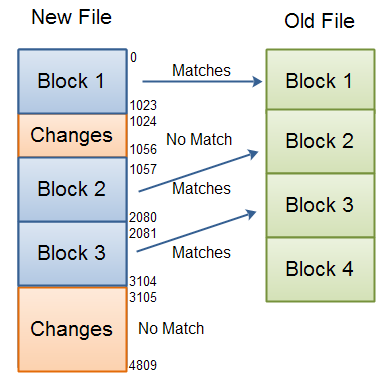 New File
Old File
0
Block 1
Matches
Block 1
1023
1024
Changes
No Match
Block 2
1056
1057
Block 2
Matches
Block 3
2080
2081
Block 3
Matches
Block 4
3104
3105
Changes
No Match
4809